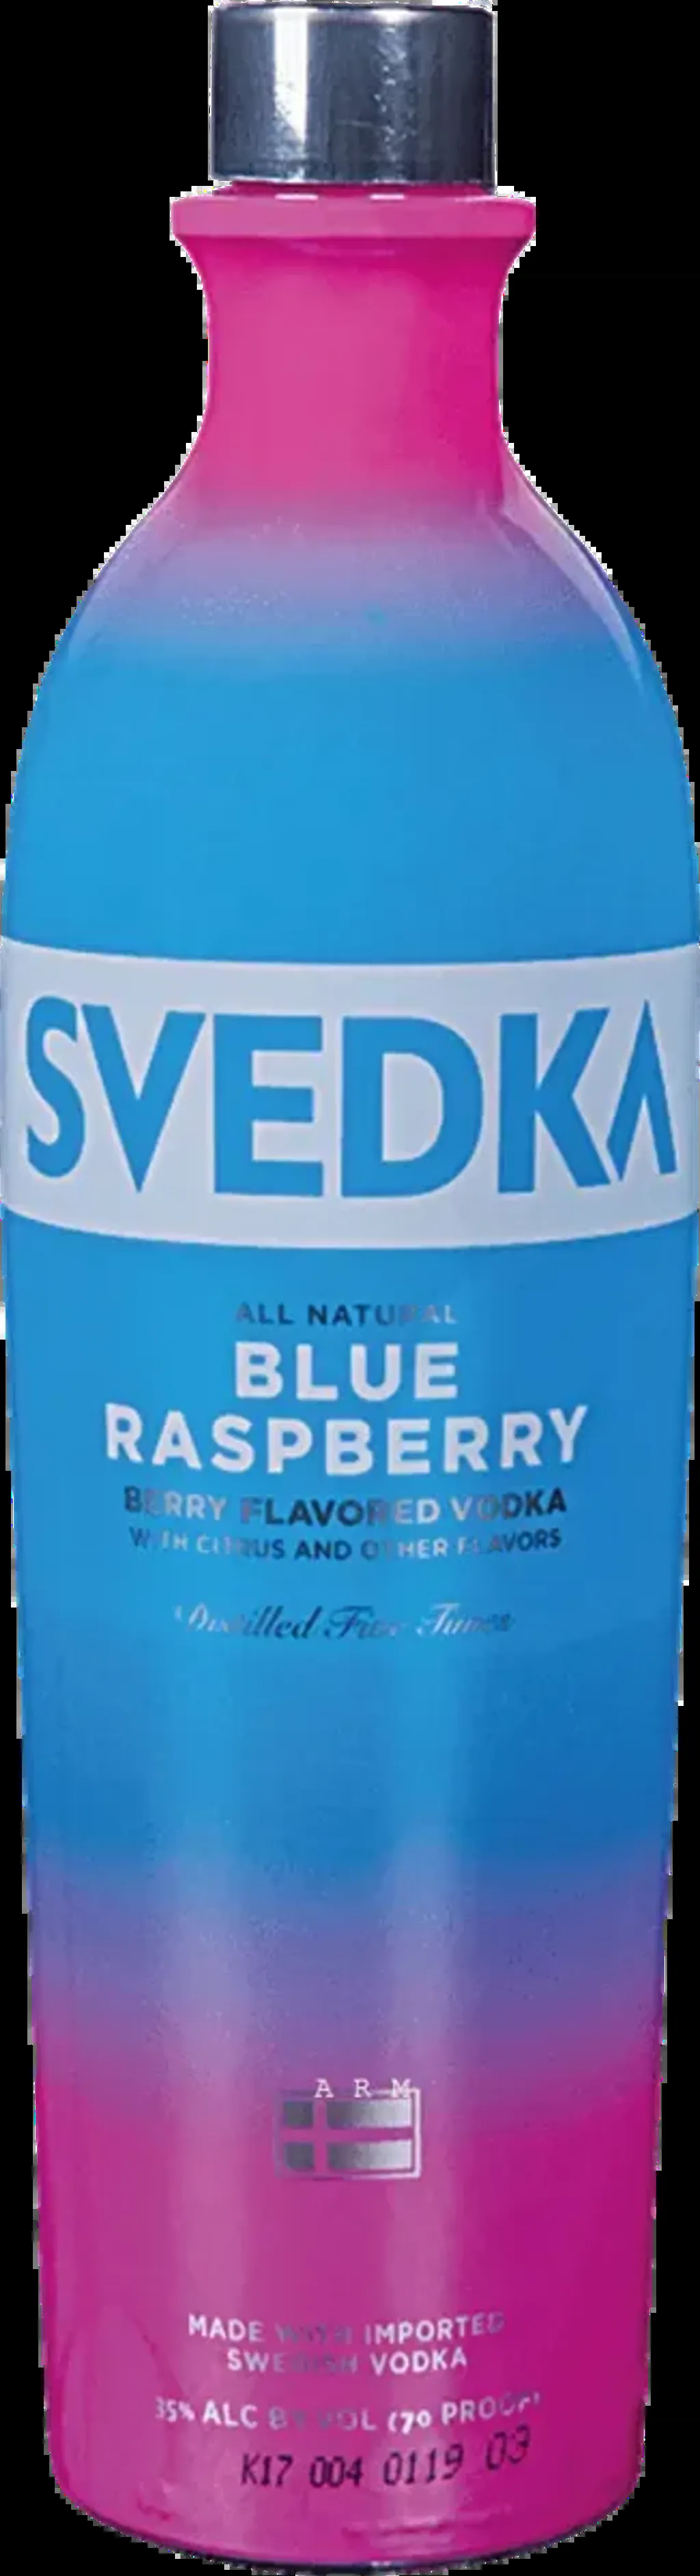 SVEDKA
ALL NATURAL
BLUE
RASPBERRY
BERRY FLAVORED VODKA
WITH CITRUS AND OTHER FLAVORS
Distilled Five Times
A R M
MADE WITH IMPORTED
SWEDISH VODKA
35% ALC BY VOL (70 PROOF)
K17 004 0119 03